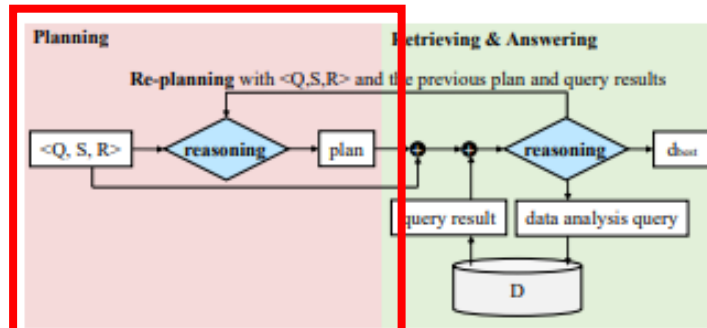 Planning
Retrieving & Answering
Re-planning with <Q,S,R> and the previous plan and query results
<Q, S, R>
reasoning
plan
reasoning
dbest
query result
data analysis query
D